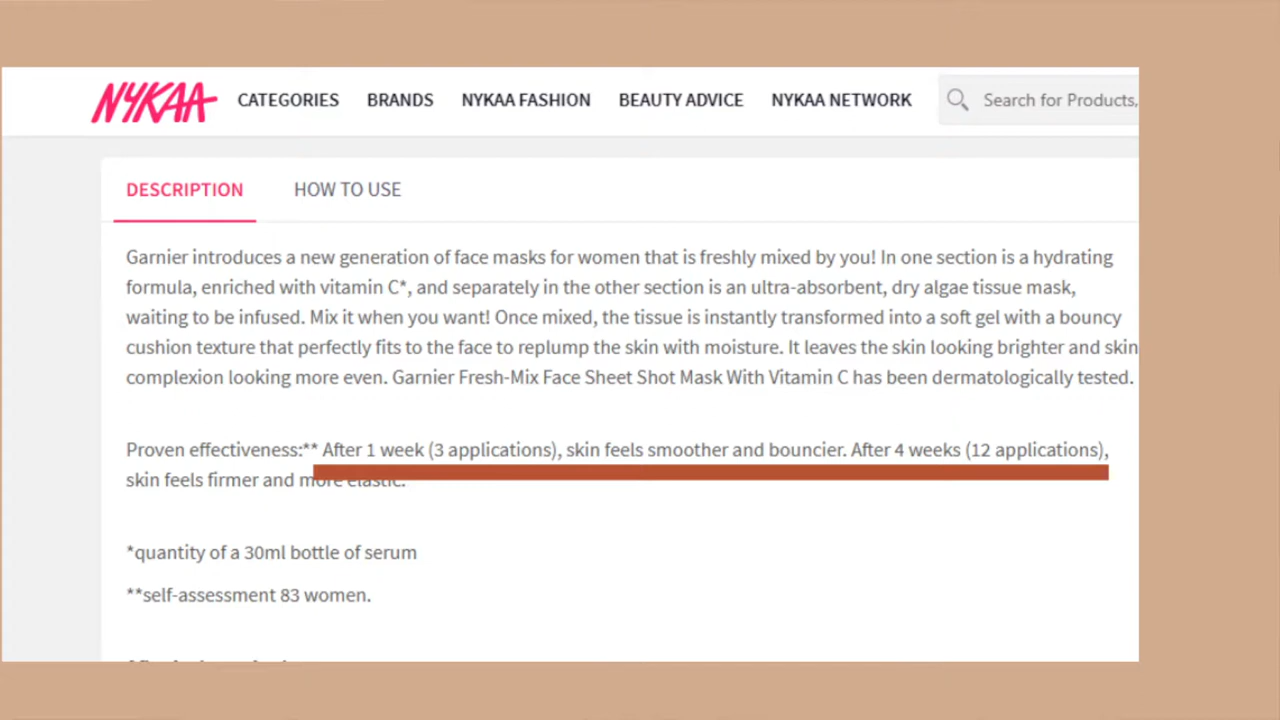 NYKAA CATEGORIES BRANDS NYKAA FASHION BEAUTY ADVICE NYKAA NETWORK Search for Products,
DESCRIPTION HOW TO USE
Garnier introduces a new generation of face masks for women that is freshly mixed by you! In one section is a hydrating
formula, enriched with vitamin C*, and separately in the other section is an ultra-absorbent, dry algae tissue mask,
waiting to be infused. Mix it when you want! Once mixed, the tissue is instantly transformed into a soft gel with a bouncy
cushion texture that perfectly fits to the face to replump the skin with moisture. It leaves the skin looking brighter and skin
complexion looking more even. Garnier Fresh-Mix Face Sheet Shot Mask With Vitamin C has been dermatologically tested.
Proven effectiveness:** After 1 week (3 applications), skin feels smoother and bouncier. After 4 weeks (12 applications),
skin feels firmer and more elastic.
*quantity of a 30ml bottle of serum
**self-assessment 83 women.